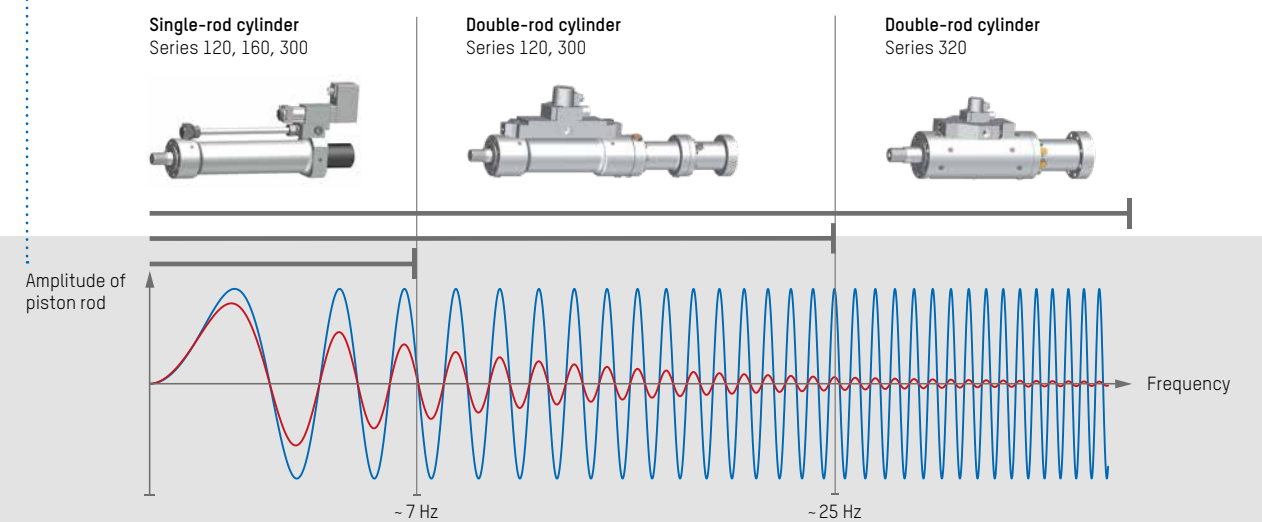 Single-rod cylinder
Series 120, 160, 300
Double-rod cylinder
Series 120, 300
Double-rod cylinder
Series 320
Amplitude of
piston rod
Frequency
~ 7 Hz
~ 25 Hz